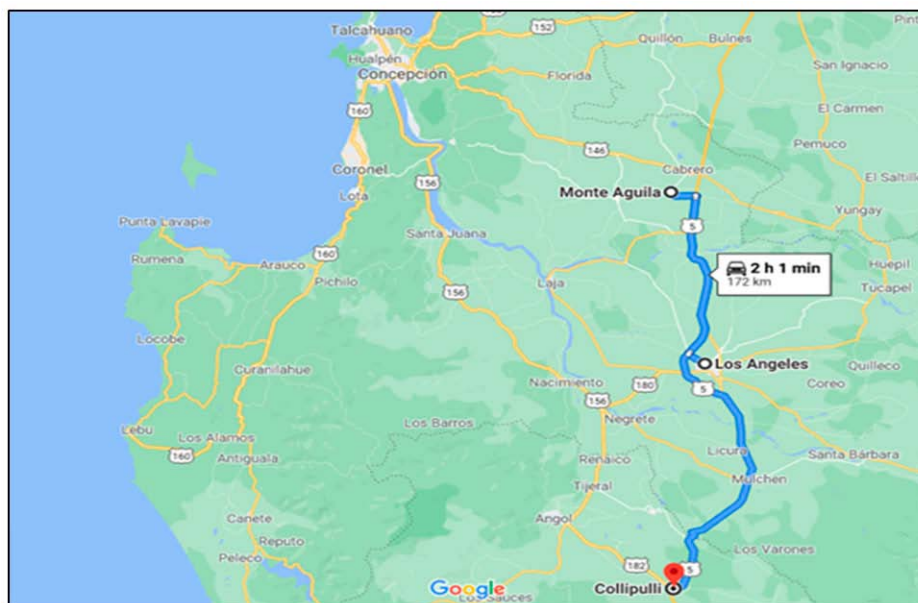 Talcahuano
152
Quillón
Bulnes
Hualpén
Concepción
Florida
San Ignacio
160
El Carmen
146
Pemuco
Coronel
Cabrero
El Saltillo
156
Lota
Monte Aguila
Yungay
Punta Lavapie
Santa Juana
5
Rumena
160
Arauco
2 h 1 min
Huepil
172 km
Pichilo
Laja
Tucapel
156
Locobe
Los Angeles
Quilleco
Curanilahue
Nacimiento
180
5
Coreo
156
Lebu
Los Barros
Negrete
Los Alamos
160
Licura
Santa Bárbara
Antiguala
Renaico
Mulchen
Tijeral
Canete
Angol
Reputo
Los Varones
Peleco
182
5
Collipulli
Google
Los Sauces